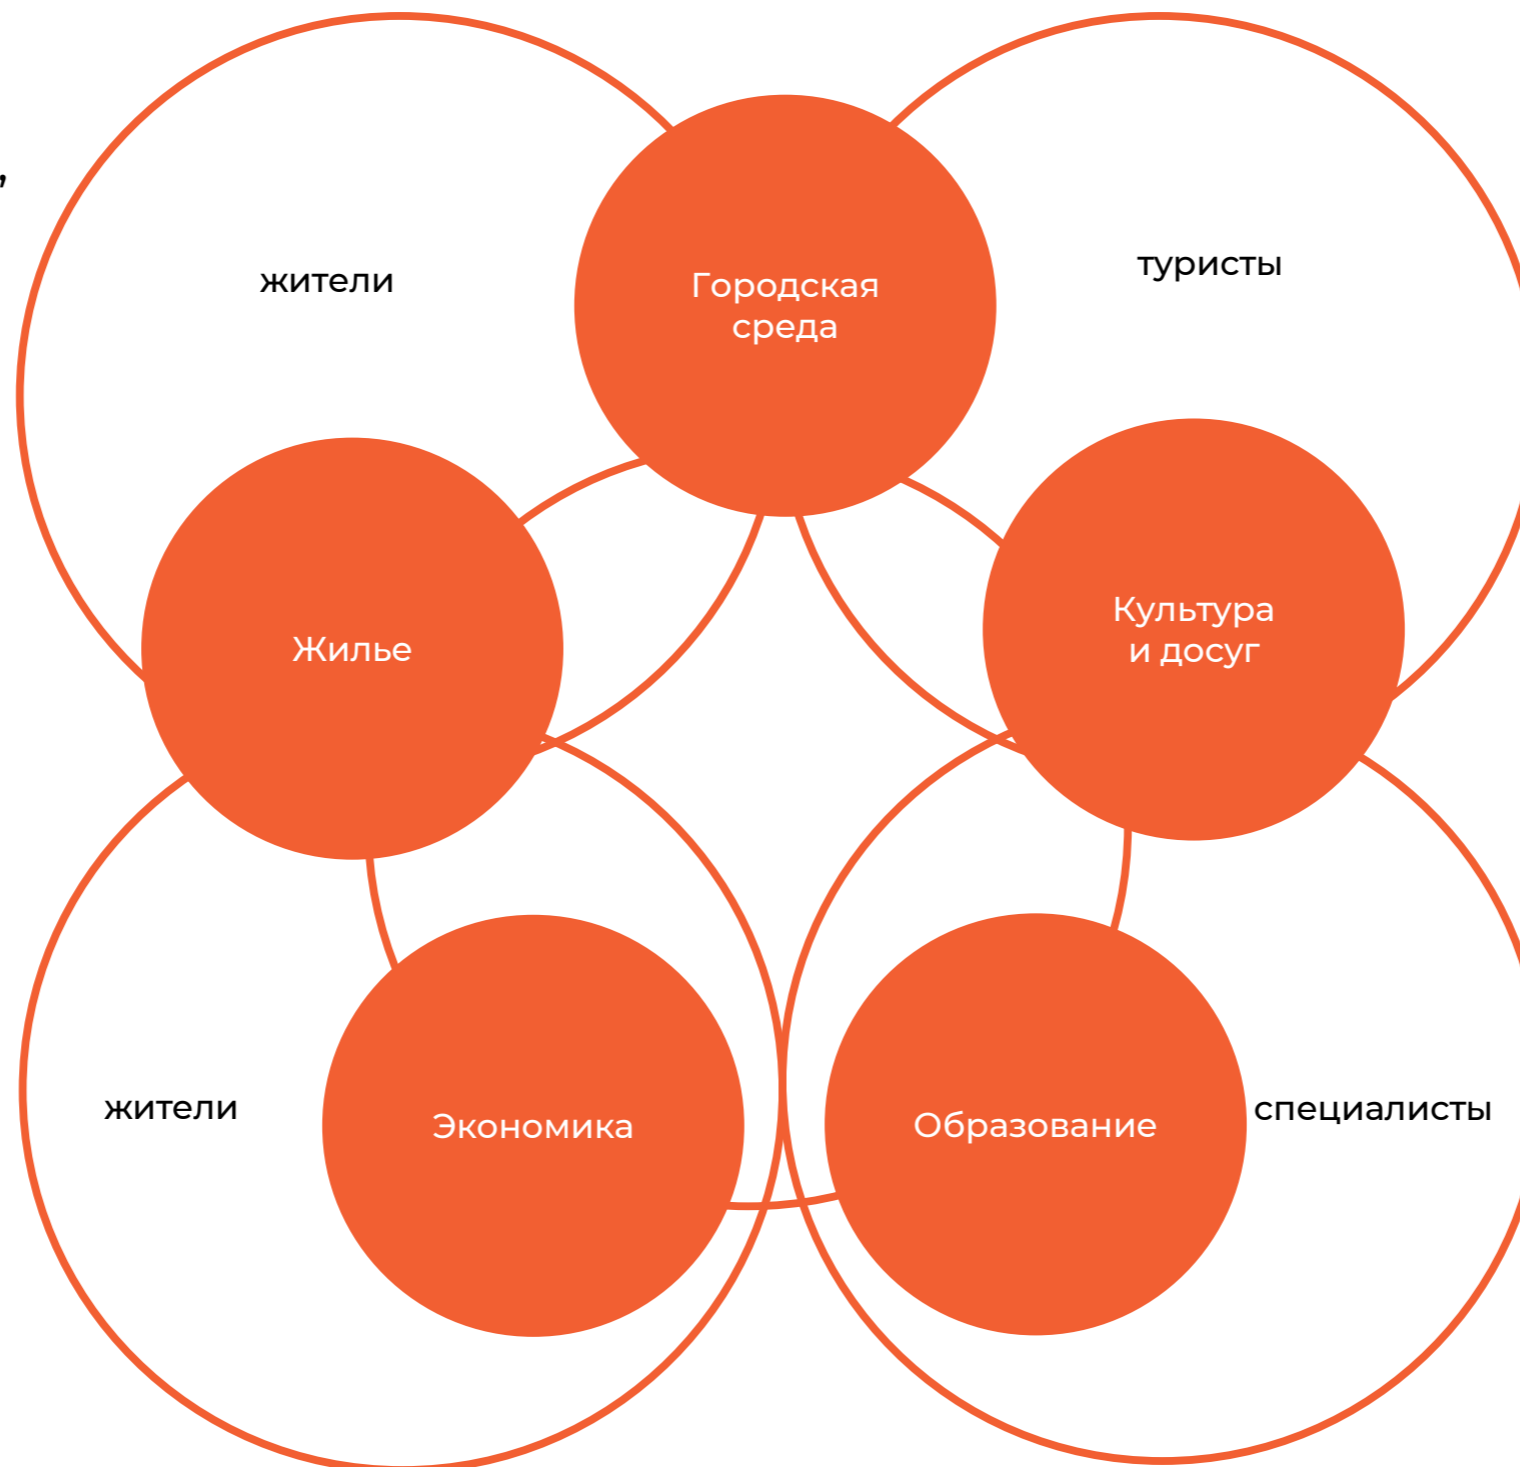 ,
жители
туристы
Городская
среда
Жилье
Культура
и досуг
жители
Экономика
Образование
специалисты